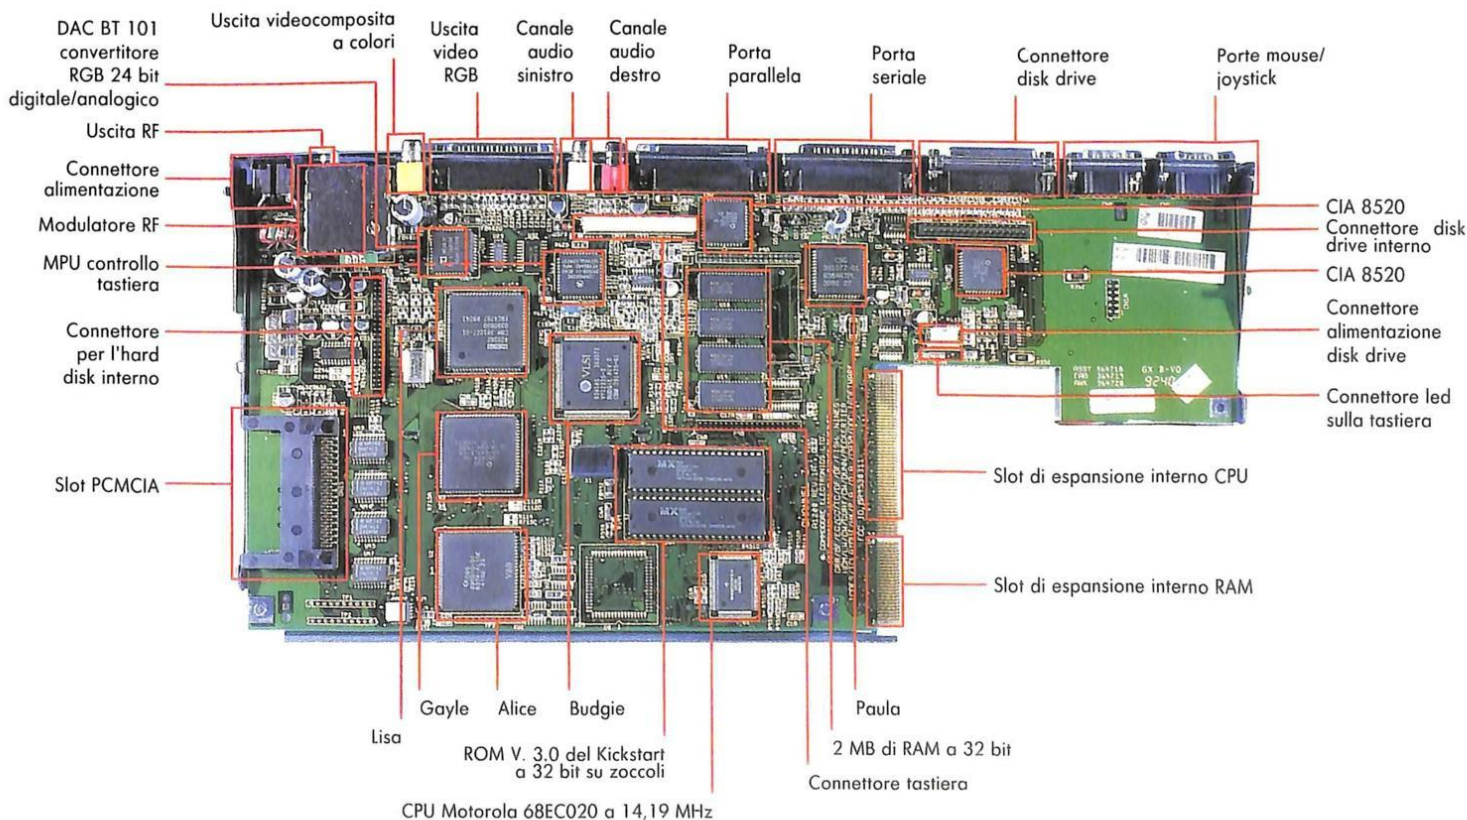 DAC BT 101
convertitore
RGB 24 bit
digitale/analogico
Uscita videocomposita
a colori
Uscita
video
RGB
Canale
audio
sinistro
Canale
audio
destro
Porta
parallela
Porta
seriale
Connettore
disk drive
Porte mouse/
joystick
Uscita RF
Connettore
alimentazione
Modulatore RF
MPU controllo
tastiera
Connettore
per l'hard
disk interno
Slot PCMCIA
CIA 8520
Connettore disk
drive interno
CIA 8520
Connettore
alimentazione
disk drive
Connettore led
sulla tastiera
Slot di espansione interno CPU
Slot di espansione interno RAM
VLSI
MX
MX
9240
Lisa
Gayle
Alice
Budgie
ROM V. 3.0 del Kickstart
a 32 bit su zoccoli
CPU Motorola 68EC020 a 14,19 MHz
Paula
2 MB di RAM a 32 bit
Connettore tastiera